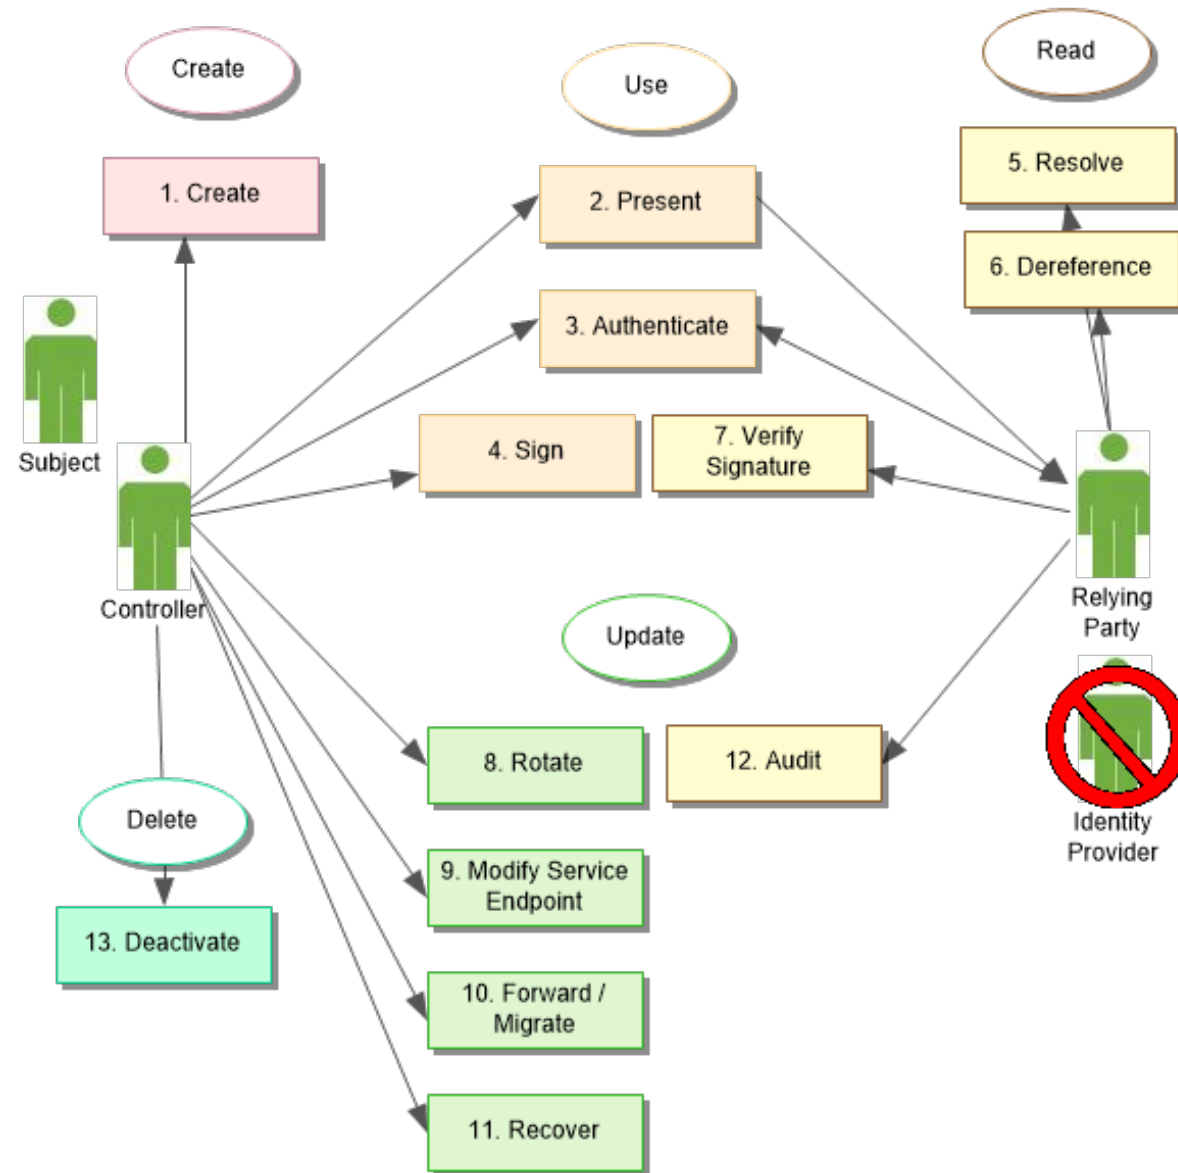 Create
Use
Read
1. Create
2. Present
5. Resolve
6. Dereference
3. Authenticate
4. Sign
7. Verify
Signature
Subject
Controller
Relying
Party
Update
8. Rotate
12. Audit
Identity
Provider
Delete
9. Modify Service
Endpoint
13. Deactivate
10. Forward /
Migrate
11. Recover